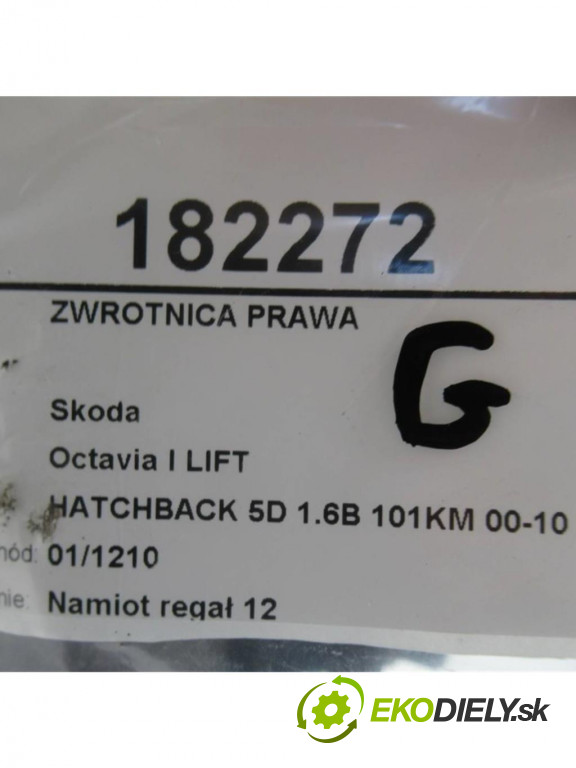 182272
ZWROTNICA PRAWA
G
Skoda
Octavia I LIFT
HATCHBACK 5D 1.6B 101KM 00-10
01/1210
Namiot regał 12
EKODIELY.sk